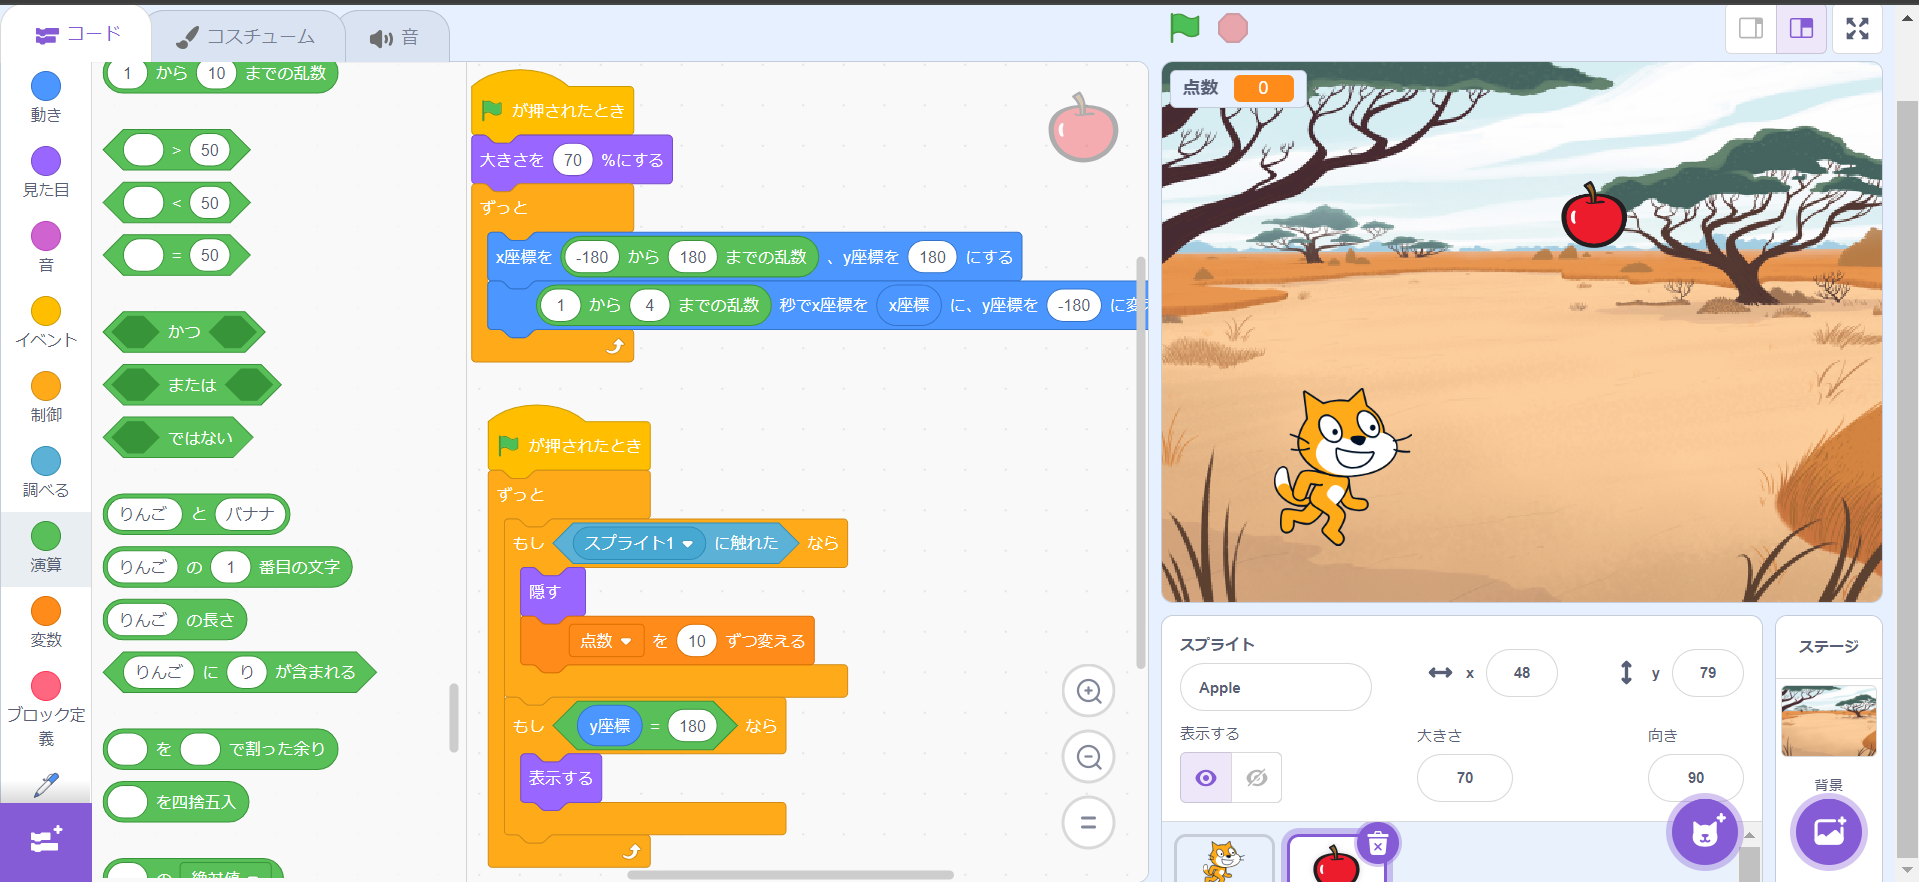 コード
コスチューム
音
動き
見た目
音
イベント
制御
調べる
演算
変数
ブロック定義
1 から 10 までの乱数
> 50
< 50
= 50
かつ
または
ではない
りんご と バナナ
りんご の 1 番目の文字
りんご の長さ
りんご に り が含まれる
を で割った余り
を四捨五入
の 絶対値
が押されたとき
大きさを 70 %にする
ずっと
x座標を -180 から 180 までの乱数 、y座標を 180 にする
1 から 4 までの乱数 秒でx座標を x座標 に、y座標を -180 に変
が押されたとき
ずっと
もし スプライト1 に触れた なら
隠す
点数 を 10 ずつ変える
もし y座標 = 180 なら
表示する
点数 0
スプライト
Apple
x 48
y 79
表示する
大きさ
70
向き
90
ステージ
背景